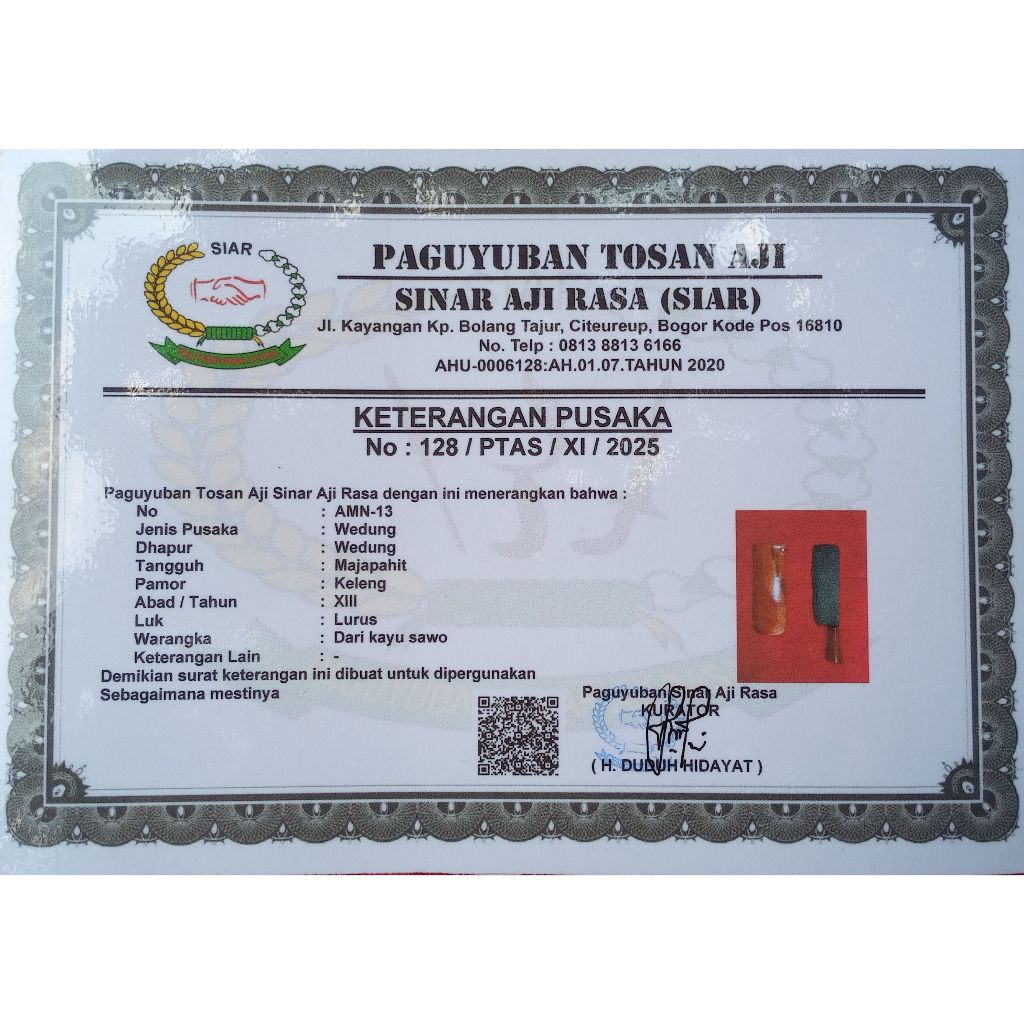 SIAR
PAGUYUBAN TOSAN AJI
SINAR AJI RASA (SIAR)
Jl. Kayangan Kp. Bolang Tajur, Citeureup, Bogor Kode Pos 16810
No. Telp : 0813 8813 6166
AHU-0006128:AH.01.07.TAHUN 2020
KETERANGAN PUSAKA
No : 128 / PTAS / XI / 2025
Paguyuban Tosan Aji Sinar Aji Rasa dengan ini menerangkan bahwa :
No : AMN-13
Jenis Pusaka : Wedung
Dhapur : Wedung
Tangguh : Majapahit
Pamor : Keleng
Abad / Tahun : XIII
Luk : Lurus
Warangka : Dari kayu sawo
Keterangan Lain : -
Demikian surat keterangan ini dibuat untuk dipergunakan
Sebagaimana mestinya
Paguyuban Sinar Aji Rasa
KURATOR
( H. DUDUH HIDAYAT )